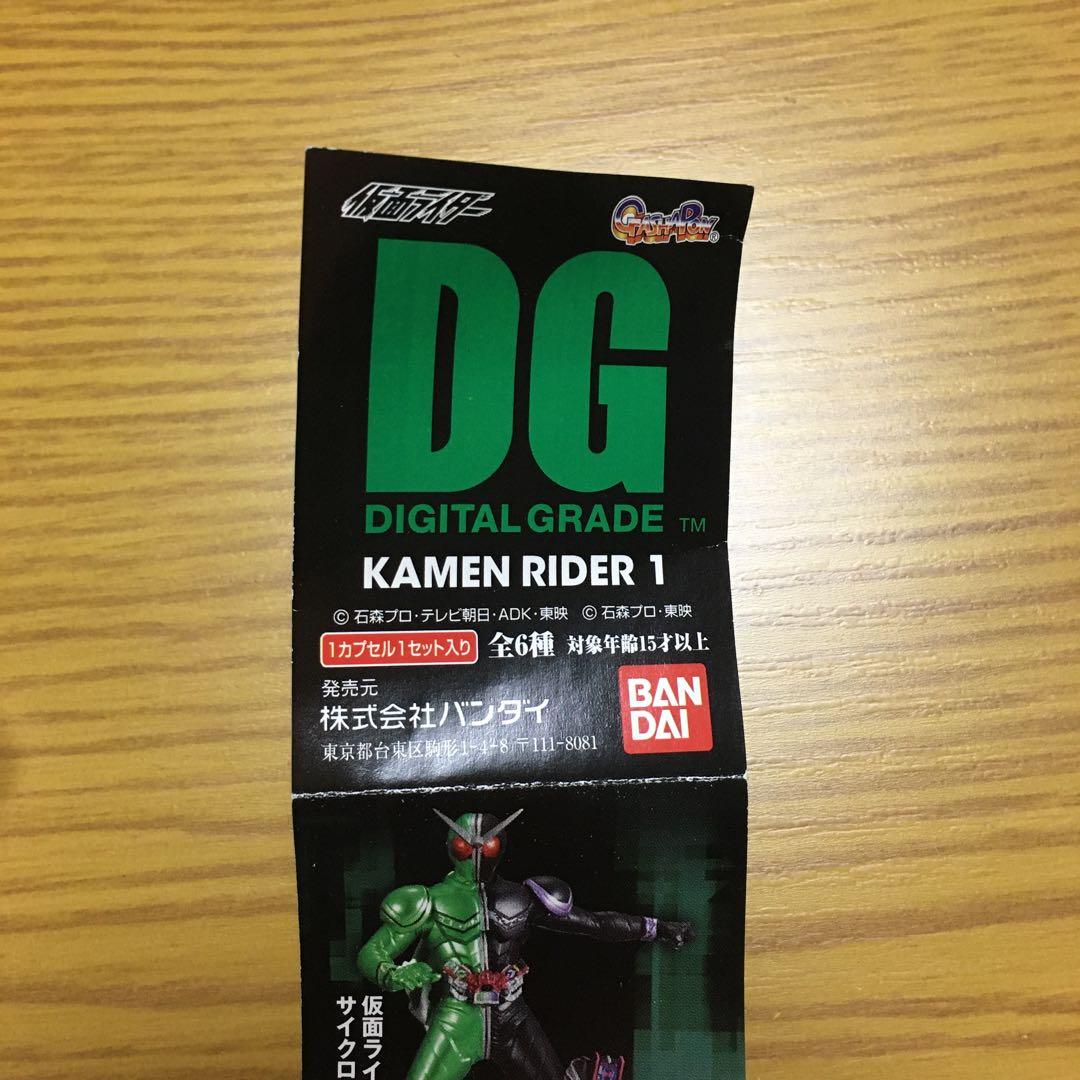 仮面ライダー
GASHAPON®
DG
DIGITAL GRADE TM
KAMEN RIDER 1
© 石森プロ・テレビ朝日・ADK・東映 © 石森プロ・東映
1カプセル1セット入り 全6種 対象年齢15才以上
発売元
株式会社バンダイ
東京都台東区駒形1-4-8 〒111-8081
BAN
DAI
仮面ライ
サイクロ